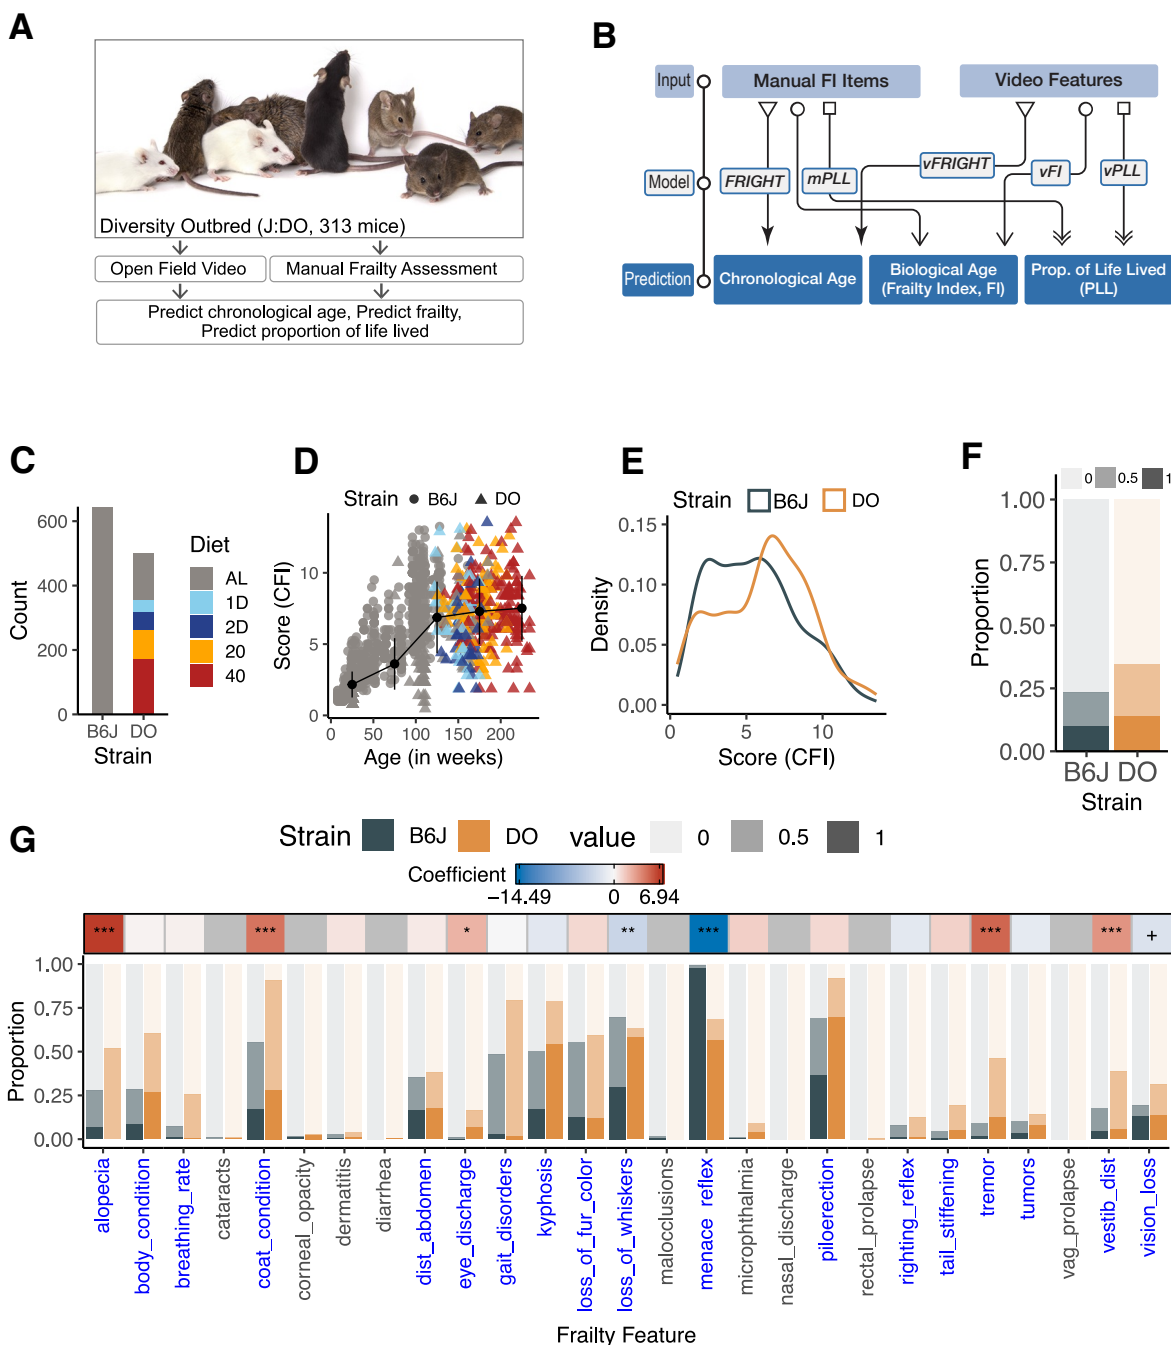 A
Diversity Outbred (J:DO, 313 mice)
Open Field Video
Manual Frailty Assessment
Predict chronological age, Predict frailty,
Predict proportion of life lived
B
Input
Manual FI Items
Video Features
Model
FRIGHT
mPLL
vFRIGHT
vFI
vPLL
Prediction
Chronological Age
Biological Age
(Frailty Index, FI)
Prop. of Life Lived
(PLL)
C
Count
600
400
200
0
B6J DO
Strain
Diet
AL
1D
2D
20
40
D
Strain B6J DO
Score (CFI)
10
5
0
0 50 100 150 200
Age (in weeks)
E
Strain B6J DO
Density
0.15
0.10
0.05
0.00
0 5 10
Score (CFI)
F
0 0.5 1
Proportion
1.00
0.75
0.50
0.25
0.00
B6J DO
Strain
G
Strain B6J DO value 0 0.5 1
Coefficient
−14.49 0 6.94
*** *** * ** *** *** *** +
Proportion
1.00
0.75
0.50
0.25
0.00
alopecia
body_condition
breathing_rate
cataracts
coat_condition
corneal_opacity
dermatitis
diarrhea
dist_abdomen
eye_discharge
gait_disorders
kyphosis
loss_of_fur_color
loss_of_whiskers
malocclusions
menace reflex
microphthalmia
nasal_discharge
piloerection
rectal_prolapse
righting_reflex
tail_stiffening
tremor
tumors
vag_prolapse
vestib_dist
vision_loss
Frailty Feature